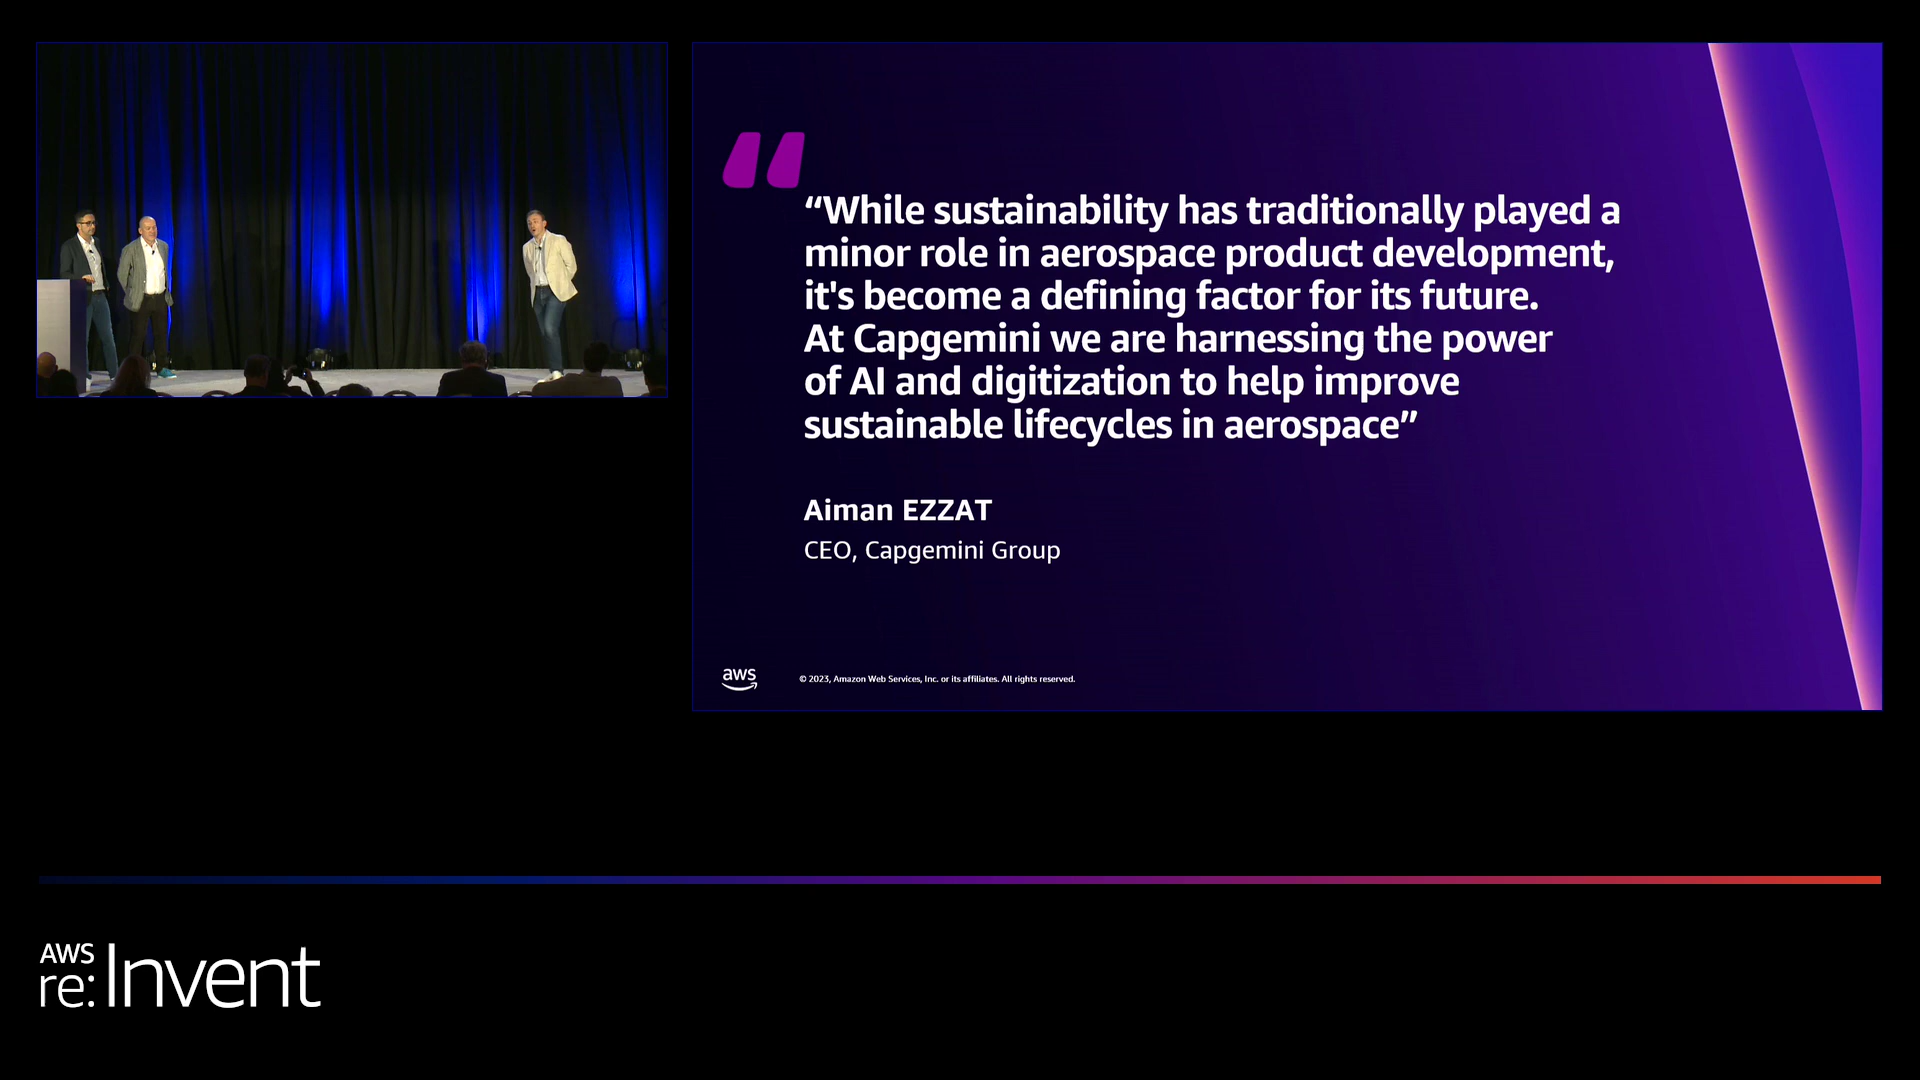 “While sustainability has traditionally played a
minor role in aerospace product development,
it's become a defining factor for its future.
At Capgemini we are harnessing the power
of AI and digitization to help improve
sustainable lifecycles in aerospace”
Aiman EZZAT
CEO, Capgemini Group
aws
© 2023, Amazon Web Services, Inc. or its affiliates. All rights reserved.
AWS
re:Invent